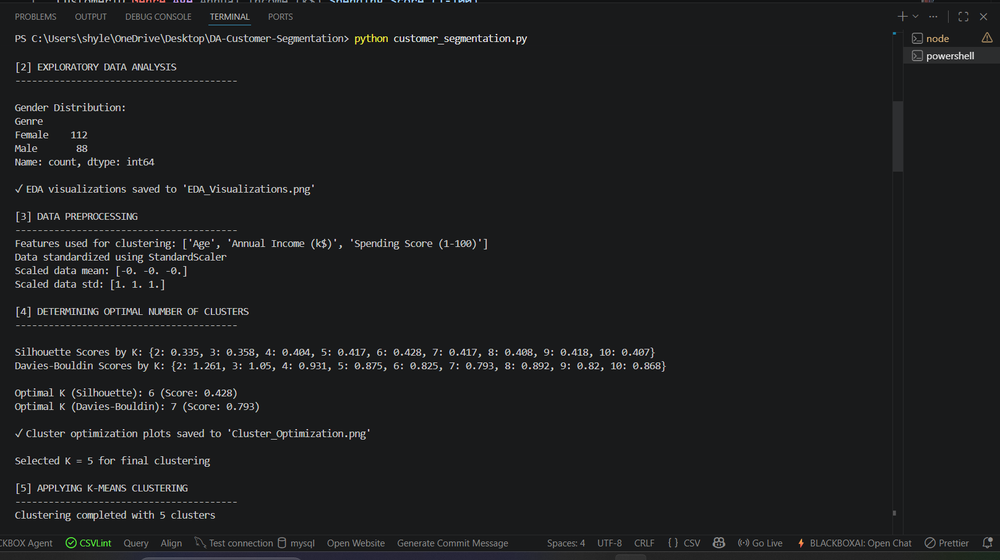 CustomerID Genre Age Annual Income (k$) Spending Score (1-100)
PROBLEMS OUTPUT DEBUG CONSOLE TERMINAL PORTS
PS C:\Users\shyle\OneDrive\Desktop\DA-Customer-Segmentation> python customer_segmentation.py
node
powershell
[2] EXPLORATORY DATA ANALYSIS
----------------------------------------
Gender Distribution:
Genre
Female    112
Male       88
Name: count, dtype: int64
✓ EDA visualizations saved to 'EDA_Visualizations.png'
[3] DATA PREPROCESSING
----------------------------------------
Features used for clustering: ['Age', 'Annual Income (k$)', 'Spending Score (1-100)']
Data standardized using StandardScaler
Scaled data mean: [-0. -0. -0.]
Scaled data std: [1. 1. 1.]
[4] DETERMINING OPTIMAL NUMBER OF CLUSTERS
----------------------------------------
Silhouette Scores by K: {2: 0.335, 3: 0.358, 4: 0.404, 5: 0.417, 6: 0.428, 7: 0.417, 8: 0.408, 9: 0.418, 10: 0.407}
Davies-Bouldin Scores by K: {2: 1.261, 3: 1.05, 4: 0.931, 5: 0.875, 6: 0.825, 7: 0.793, 8: 0.892, 9: 0.82, 10: 0.868}
Optimal K (Silhouette): 6 (Score: 0.428)
Optimal K (Davies-Bouldin): 7 (Score: 0.793)
✓ Cluster optimization plots saved to 'Cluster_Optimization.png'
Selected K = 5 for final clustering
[5] APPLYING K-MEANS CLUSTERING
----------------------------------------
Clustering completed with 5 clusters
CKBOX Agent CSVLint Query Align Test connection mysql Open Website Generate Commit Message Spaces: 4 UTF-8 CRLF { } CSV Go Live BLACKBOXAI: Open Chat Prettier